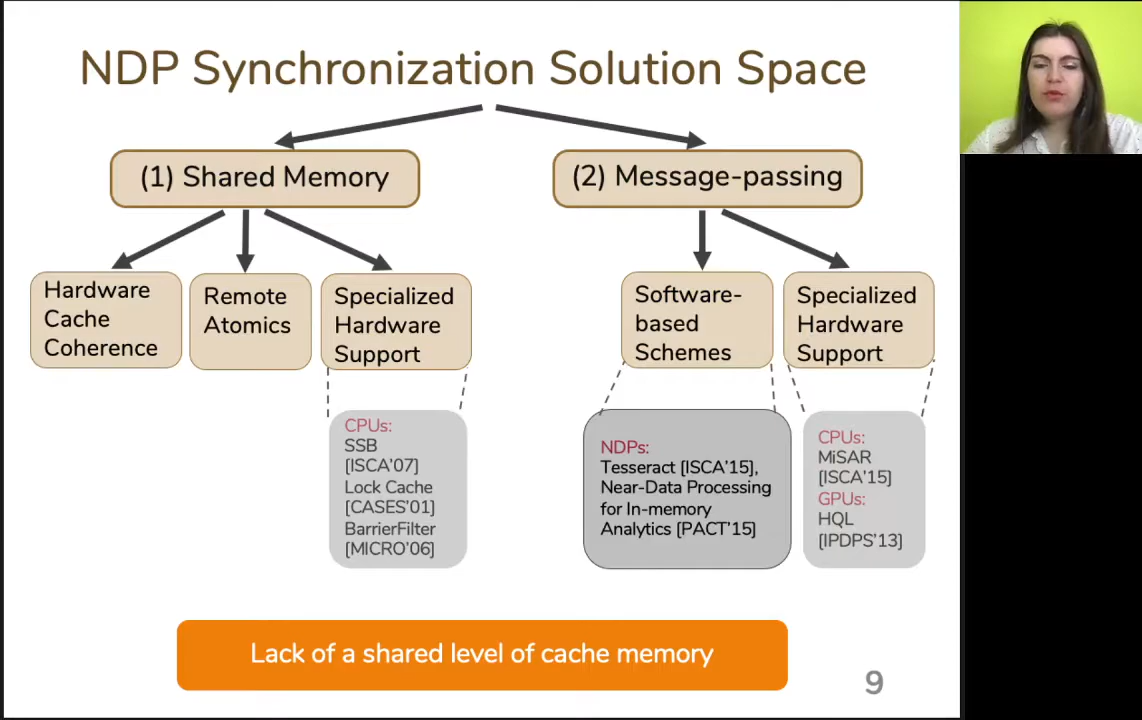 NDP Synchronization Solution Space
(1) Shared Memory
(2) Message-passing
Hardware
Cache
Coherence
Remote
Atomics
Specialized
Hardware
Support
Software-
based
Schemes
Specialized
Hardware
Support
CPUs:
SSB
[ISCA'07]
Lock Cache
[CASES'01]
BarrierFilter
[MICRO'06]
NDPs:
Tesseract [ISCA'15],
Near-Data Processing
for In-memory
Analytics [PACT'15]
CPUs:
MiSAR
[ISCA'15]
GPUs:
HQL
[IPDPS'13]
Lack of a shared level of cache memory
9